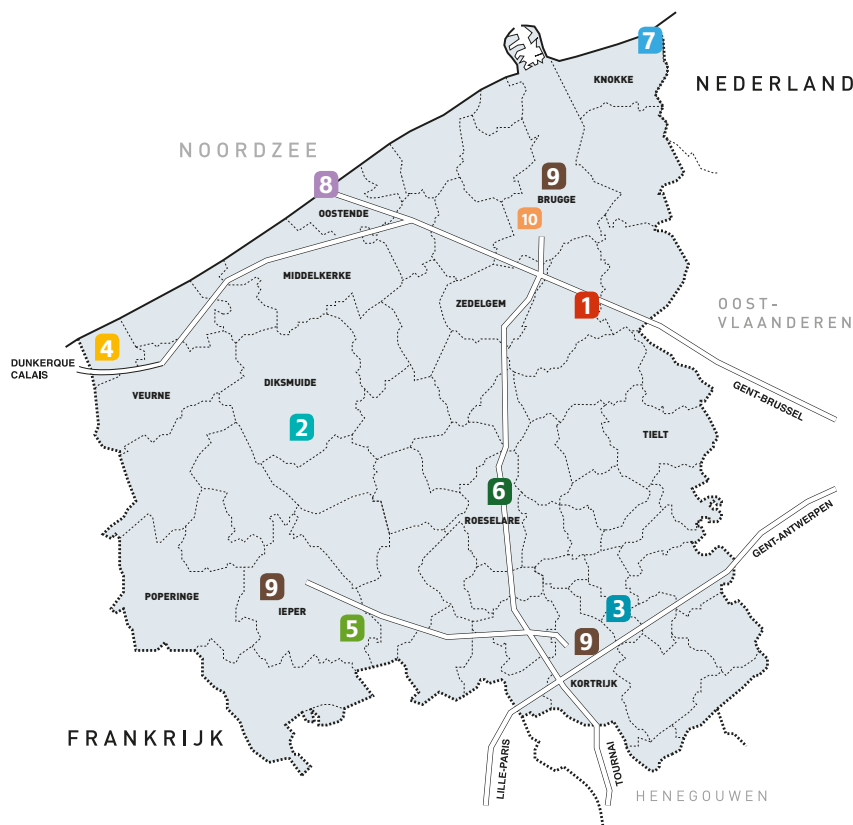 7
KNOKKE
NEDERLAND
NOORDZEE
8
9
BRUGGE
OOSTENDE
10
MIDDELKERKE
ZEDELGEM
1
OOST-
VLAANDEREN
4
DUNKERQUE
CALAIS
VEURNE
DIKSMUIDE
2
GENT-BRUSSEL
TIELT
6
ROESELARE
GENT-ANTWERPEN
POPERINGE
9
IEPER
5
3
9
KORTRIJK
FRANKRIJK
LILLE-PARIS
TOURNAI
HENEGOUWEN